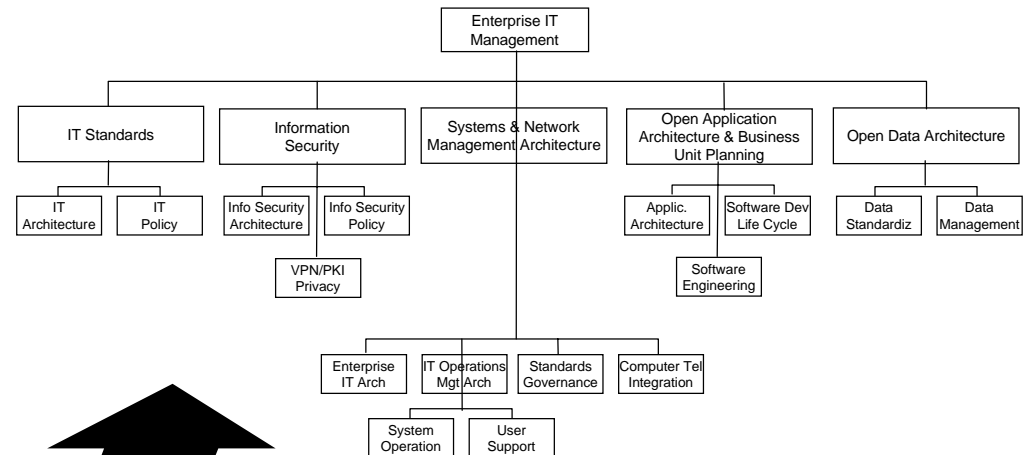 Enterprise IT
Management
IT Standards
Information
Security
Systems & Network
Management Architecture
Open Application
Architecture & Business
Unit Planning
Open Data Architecture
IT
Architecture
IT
Policy
Info Security
Architecture
Info Security
Policy
VPN/PKI
Privacy
Applic.
Architecture
Software Dev
Life Cycle
Software
Engineering
Data
Standardiz
Data
Management
Enterprise
IT Arch
IT Operations
Mgt Arch
Standards
Governance
Computer Tel
Integration
System
Operation
User
Support